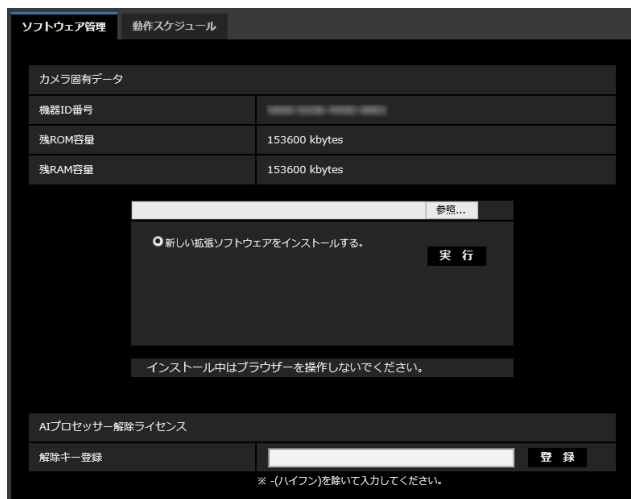 ソフトウェア管理 動作スケジュール
カメラ固有データ
機器ID番号
残ROM容量 153600 kbytes
残RAM容量 153600 kbytes
参照...
新しい拡張ソフトウェアをインストールする。
実 行
インストール中はブラウザーを操作しないでください。
AIプロセッサー解除ライセンス
解除キー登録 登 録
※ -(ハイフン)を除いて入力してください。